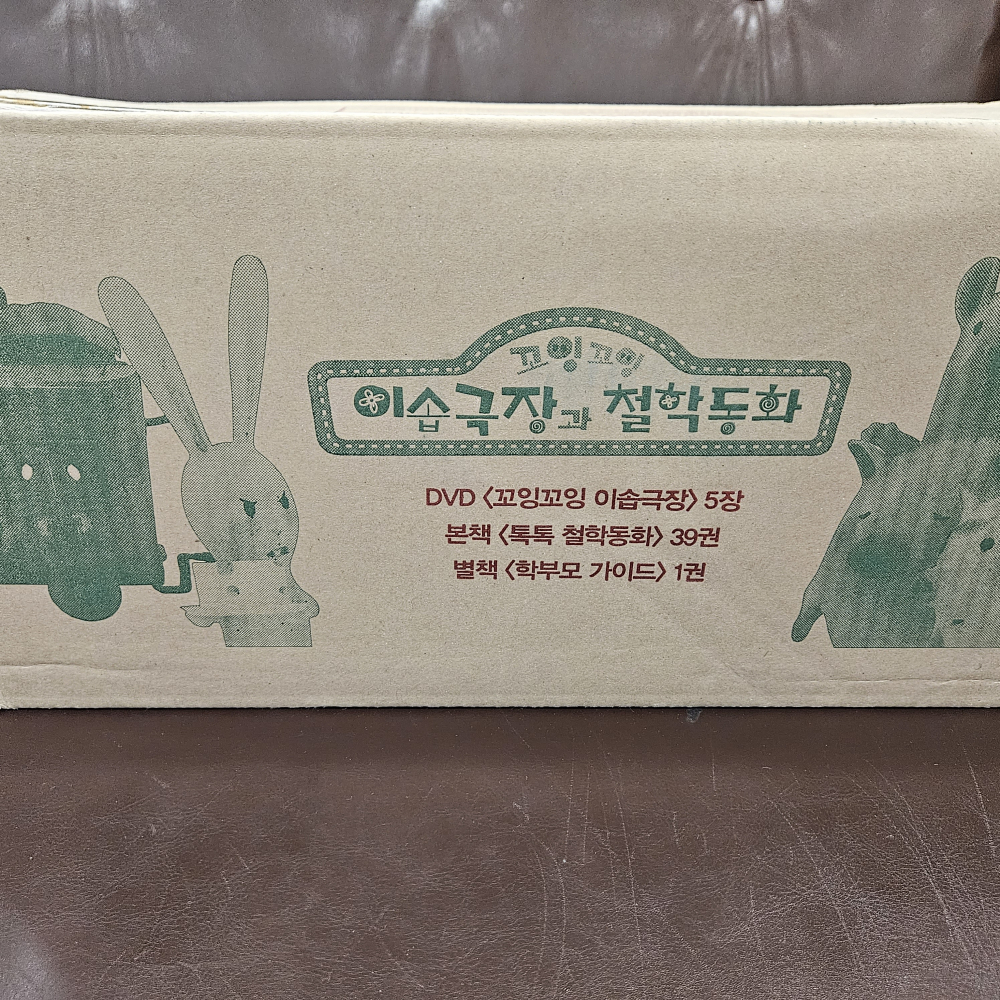 꼬잉꼬잉
이솝극장과 철학동화
DVD <꼬잉꼬잉 이솝극장> 5장
본책 <톡톡 철학동화> 39권
별책 <학부모 가이드> 1권